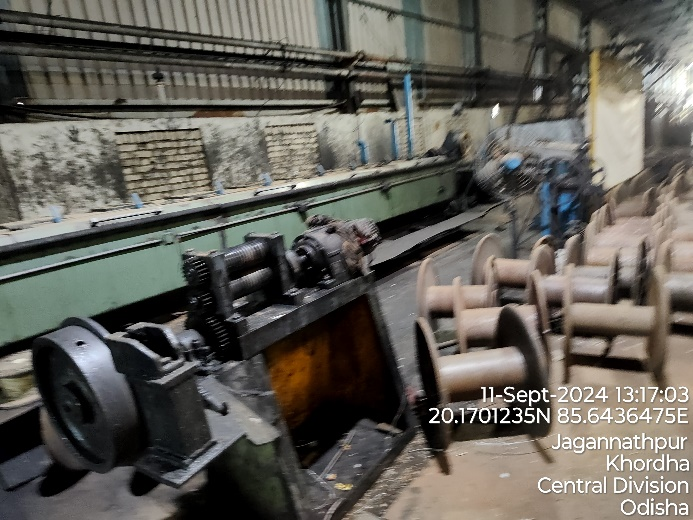 11-Sept-2024 13:17:03
20.1701235N 85.6436475E
Jagannathpur
Khordha
Central Division
Odisha